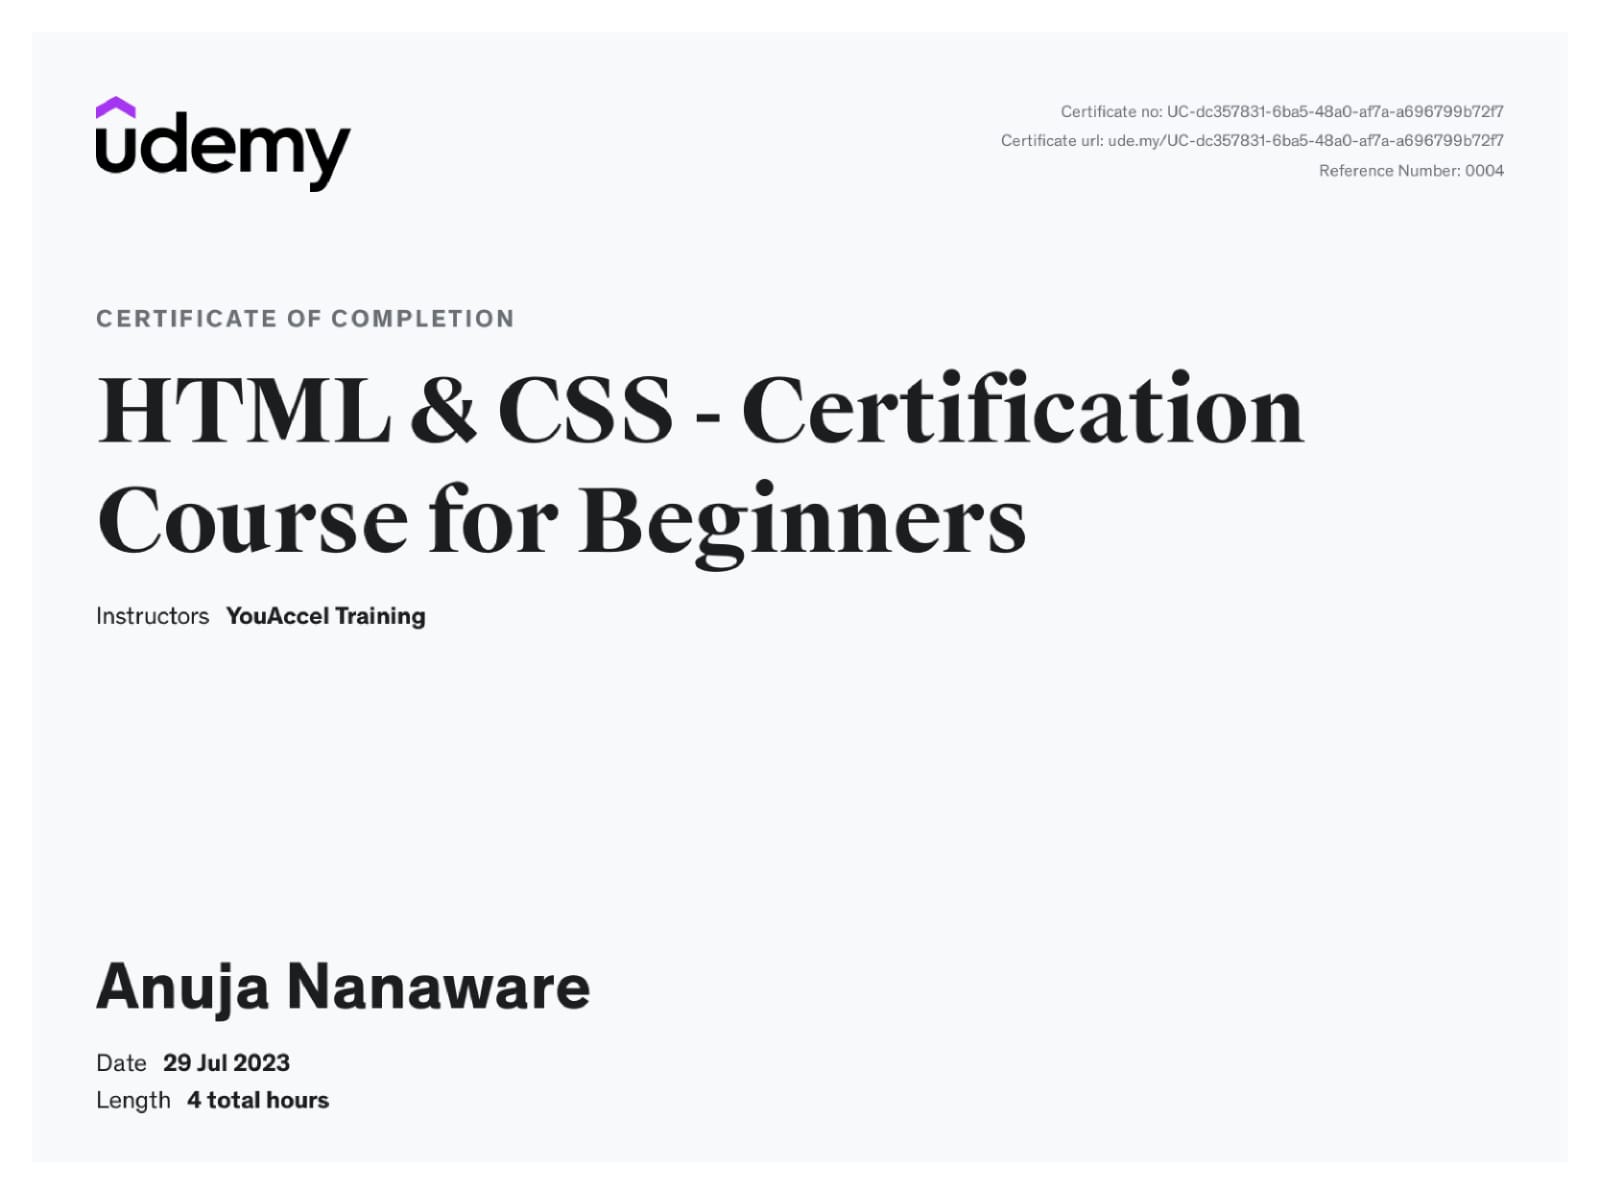 udemy
Certificate no: UC-dc357831-6ba5-48a0-af7a-a696799b72f7
Certificate url: ude.my/UC-dc357831-6ba5-48a0-af7a-a696799b72f7
Reference Number: 0004
CERTIFICATE OF COMPLETION
HTML & CSS - Certification
Course for Beginners
Instructors YouAccel Training
Anuja Nanaware
Date 29 Jul 2023
Length 4 total hours